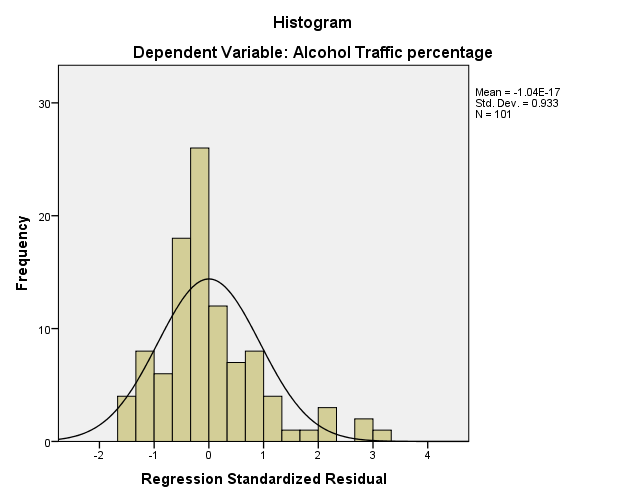 Histogram
Dependent Variable: Alcohol Traffic percentage
Mean = -1.04E-17
Std. Dev. = 0.933
N = 101
Frequency
30
20
10
0
-2 -1 0 1 2 3 4
Regression Standardized Residual